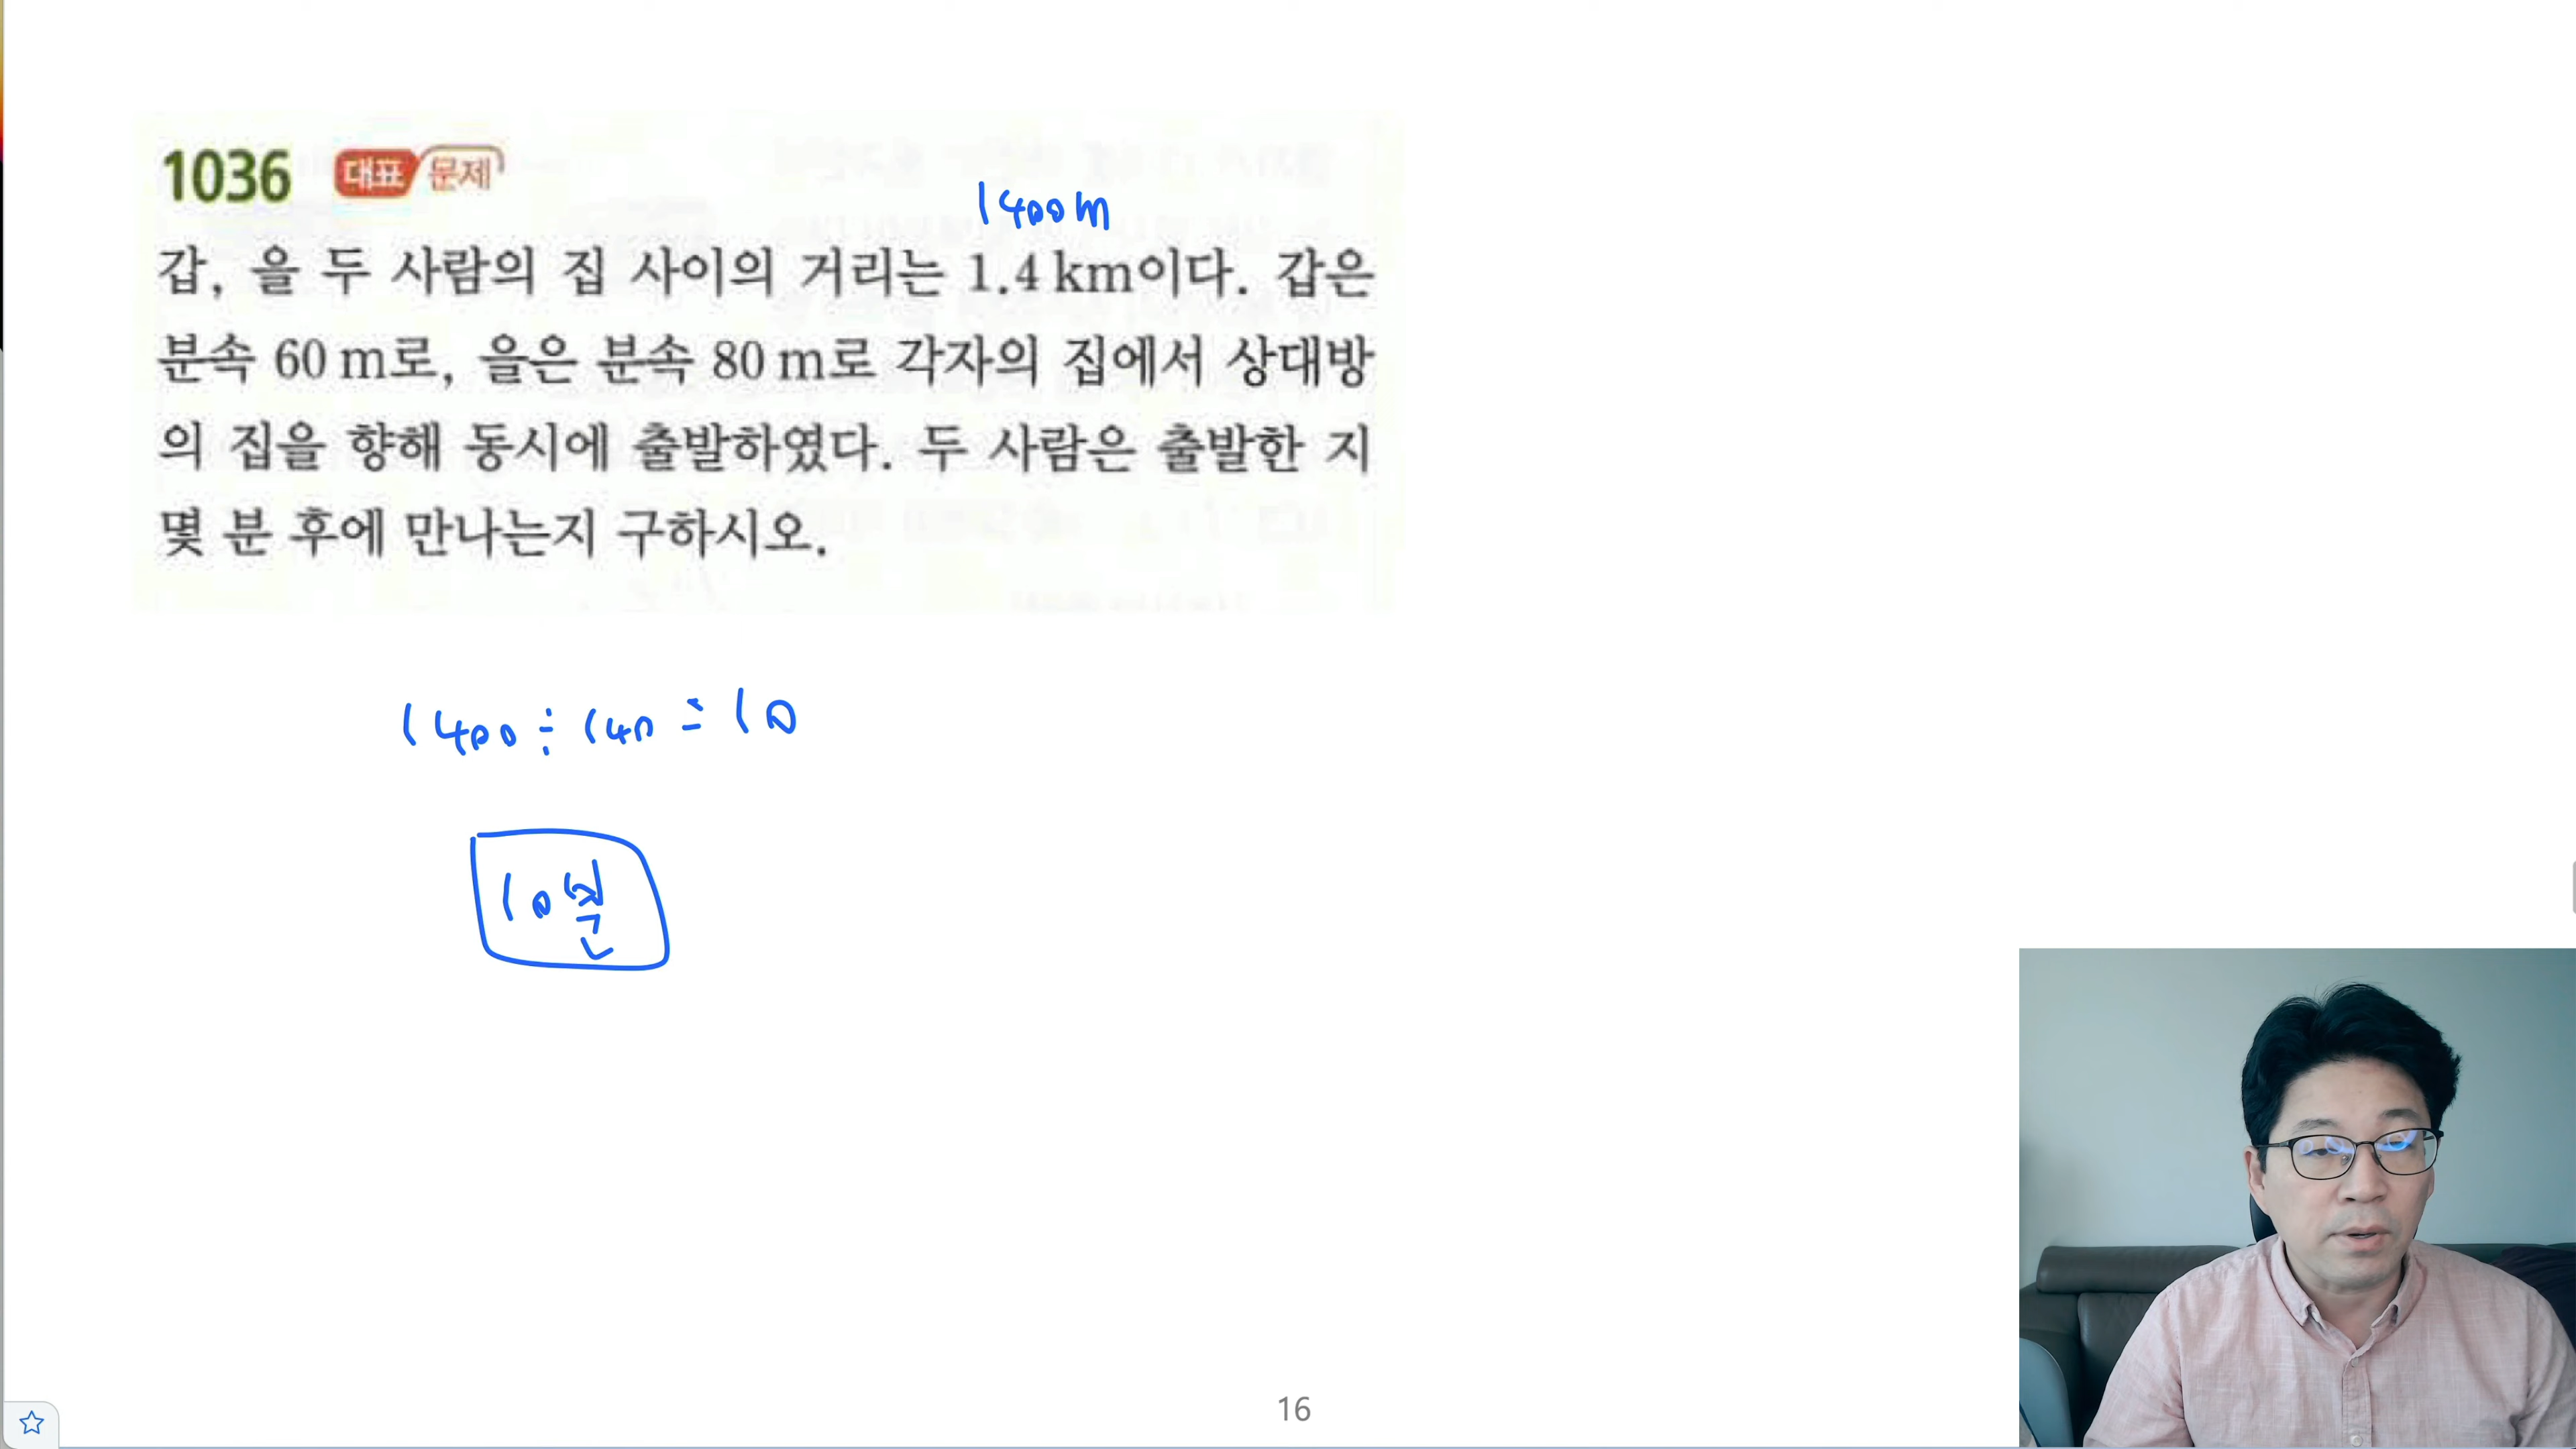 1036 대표 문제
1400m
갑, 을 두 사람의 집 사이의 거리는 1.4 km이다. 갑은
분속 60 m로, 을은 분속 80 m로 각자의 집에서 상대방
의 집을 향해 동시에 출발하였다. 두 사람은 출발한 지
몇 분 후에 만나는지 구하시오.
1400 ÷ 140 = 10
10분
16